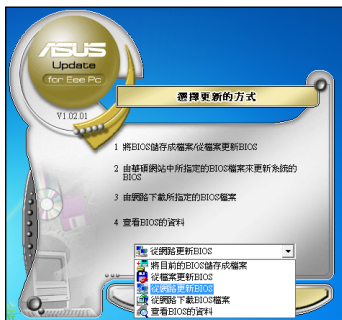 ASUS
Update
for Eee Pc
V1.02.01
選擇更新的方式
1 將BIOS儲存成檔案/從檔案更新BIOS
2 由華碩網站中所指定的BIOS檔案來更新系統的
BIOS
3 由網路下載所指定的BIOS檔案
4 查看BIOS的資料
從網路更新BIOS
將目前的BIOS儲存成檔案
從檔案更新BIOS
從網路更新BIOS
從網路下載BIOS檔案
查看BIOS的資料